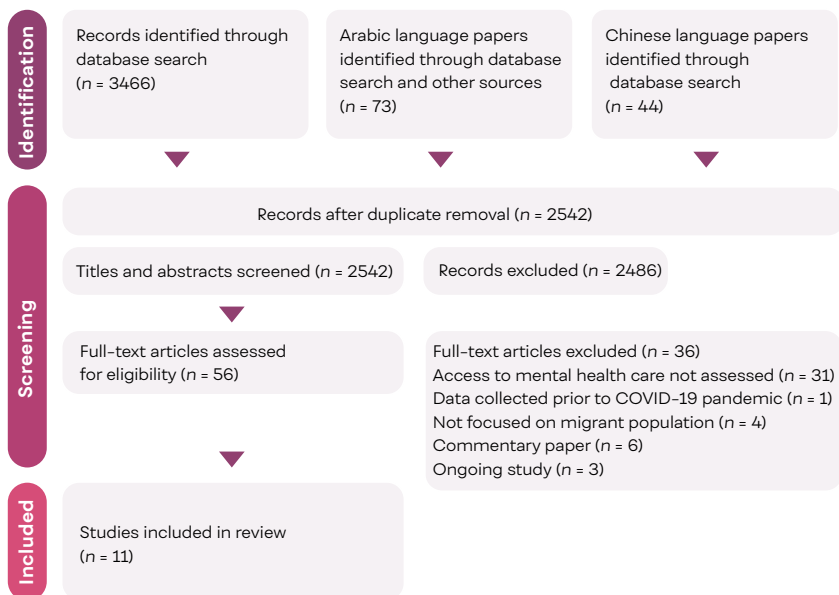 Identification
Records identified through
database search
(n = 3466)
Arabic language papers
identified through database
search and other sources
(n = 73)
Chinese language papers
identified through
database search
(n = 44)
Screening
Records after duplicate removal (n = 2542)
Titles and abstracts screened (n = 2542)
Records excluded (n = 2486)
Full-text articles assessed
for eligibility (n = 56)
Full-text articles excluded (n = 36)
Access to mental health care not assessed (n = 31)
Data collected prior to COVID-19 pandemic (n = 1)
Not focused on migrant population (n = 4)
Commentary paper (n = 6)
Ongoing study (n = 3)
Included
Studies included in review
(n = 11)